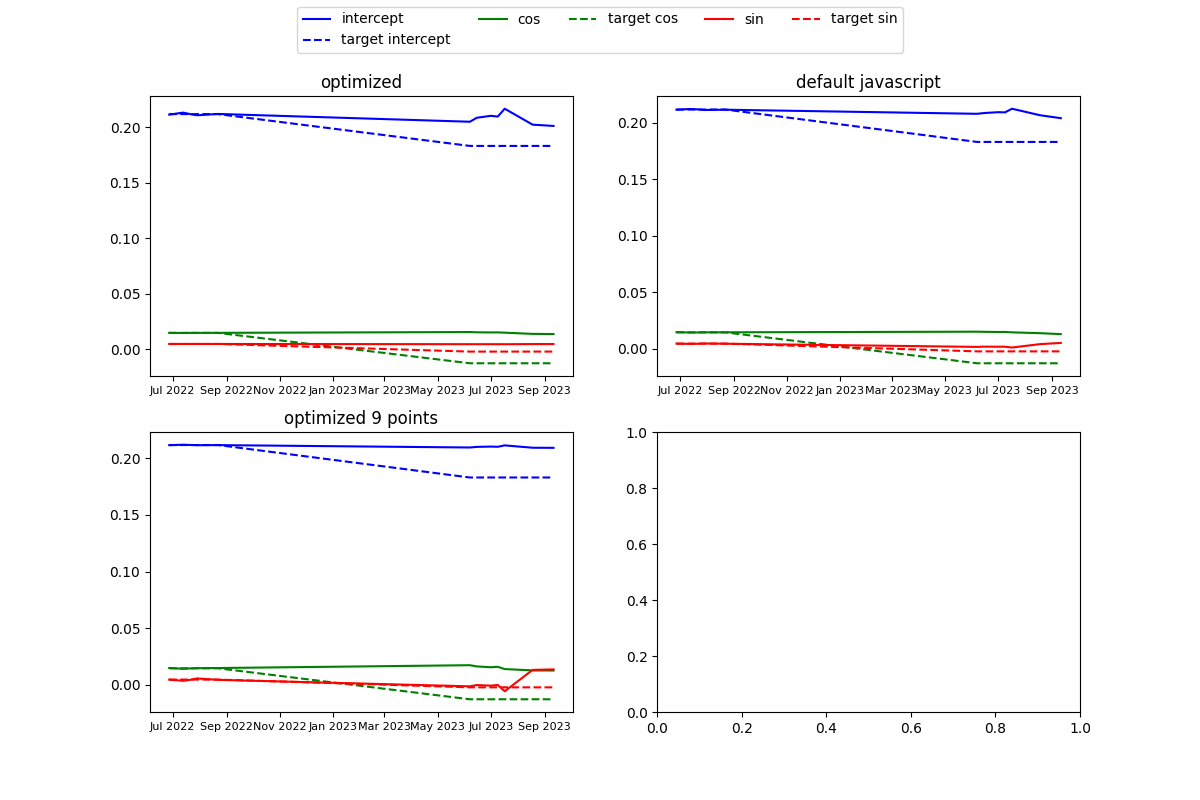 intercept cos target cos sin target sin
target intercept
optimized
0.20
0.15
0.10
0.05
0.00
Jul 2022 Sep 2022 Nov 2022 Jan 2023 Mar 2023 May 2023 Jul 2023 Sep 2023
default javascript
0.20
0.15
0.10
0.05
0.00
Jul 2022 Sep 2022 Nov 2022 Jan 2023 Mar 2023 May 2023 Jul 2023 Sep 2023
optimized 9 points
0.20
0.15
0.10
0.05
0.00
Jul 2022 Sep 2022 Nov 2022 Jan 2023 Mar 2023 May 2023 Jul 2023 Sep 2023
1.0
0.8
0.6
0.4
0.2
0.0
0.0 0.2 0.4 0.6 0.8 1.0